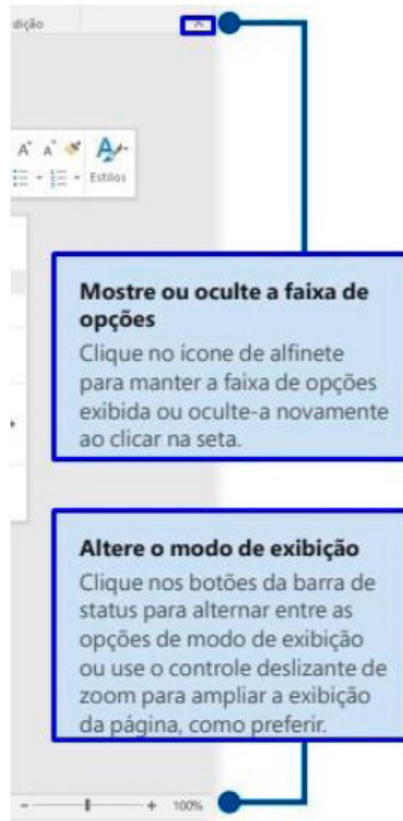 dição
A^ A˅ A
Estilos
Mostre ou oculte a faixa de
opções
Clique no ícone de alfinete
para manter a faixa de opções
exibida ou oculte-a novamente
ao clicar na seta.
Altere o modo de exibição
Clique nos botões da barra de
status para alternar entre as
opções de modo de exibição
ou use o controle deslizante de
zoom para ampliar a exibição
da página, como preferir.
- + 100%